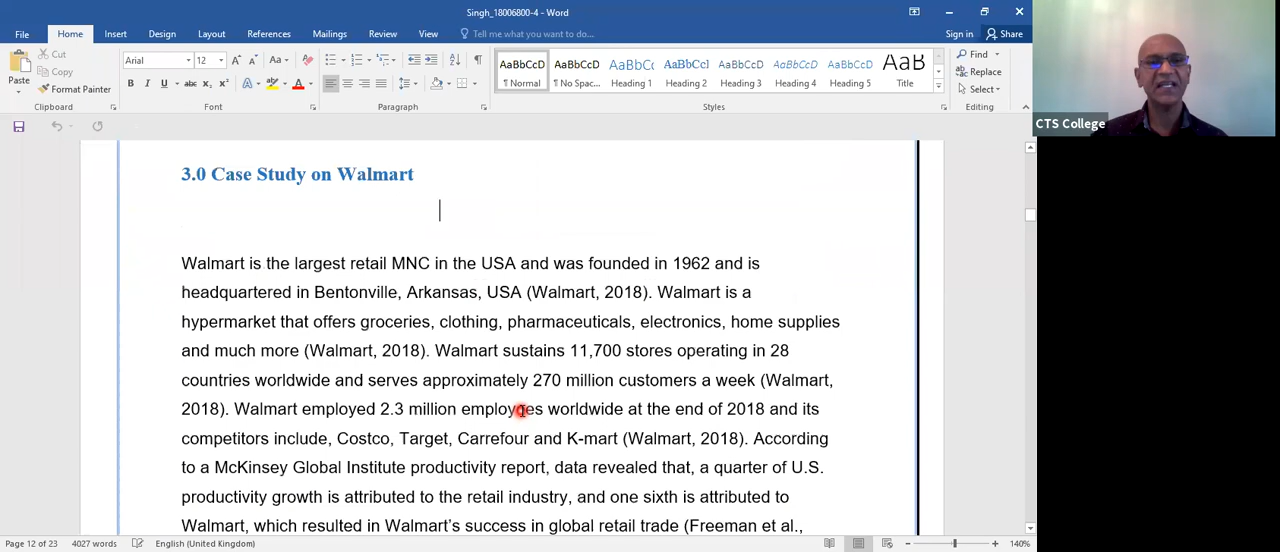 Singh_18006800-4 - Word
File Home Insert Design Layout References Mailings Review View Tell me what you want to do... Sign in Share
Paste
Cut
Copy
Format Painter
Clipboard
Arial 12
B I U abc
Font
Paragraph
AaBbCcD AaBbCcD AaBbCcI AaBbCcI AaBbCcD AaBbCcD AaBbCcD AaB
¶ Normal ¶ No Spac... Heading 1 Heading 2 Heading 3 Heading 4 Heading 5 Title
Styles
Find
Replace
Select
Editing
CTS College
3.0 Case Study on Walmart
Walmart is the largest retail MNC in the USA and was founded in 1962 and is
headquartered in Bentonville, Arkansas, USA (Walmart, 2018). Walmart is a
hypermarket that offers groceries, clothing, pharmaceuticals, electronics, home supplies
and much more (Walmart, 2018). Walmart sustains 11,700 stores operating in 28
countries worldwide and serves approximately 270 million customers a week (Walmart,
2018). Walmart employed 2.3 million employees worldwide at the end of 2018 and its
competitors include, Costco, Target, Carrefour and K-mart (Walmart, 2018). According
to a McKinsey Global Institute productivity report, data revealed that, a quarter of U.S.
productivity growth is attributed to the retail industry, and one sixth is attributed to
Walmart, which resulted in Walmart's success in global retail trade (Freeman et al.,
Page 12 of 23 4027 words English (United Kingdom) 140%